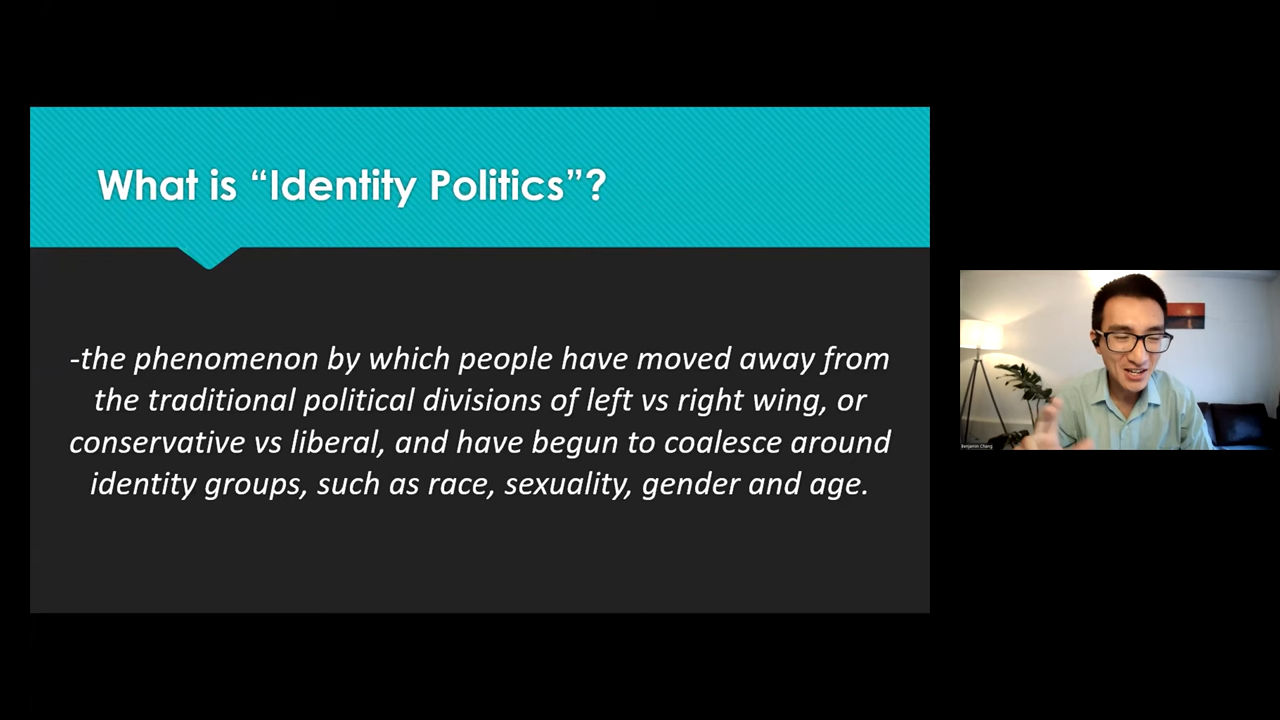 What is “Identity Politics”?
-the phenomenon by which people have moved away from
the traditional political divisions of left vs right wing, or
conservative vs liberal, and have begun to coalesce around
identity groups, such as race, sexuality, gender and age.
Benjamin Chang